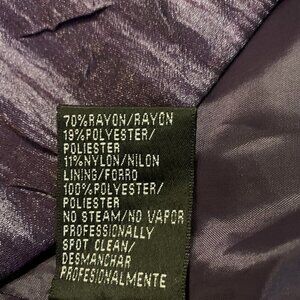 70%RAYON/RAYON
19%POLYESTER/
POLIESTER
11%NYLON/NILON
LINING/FORRO
100%POLYESTER/
POLIESTER
NO STEAM/NO VAPOR
PROFESSIONALLY
SPOT CLEAN/
DESMANCHAR
PROFESIONALMENTE